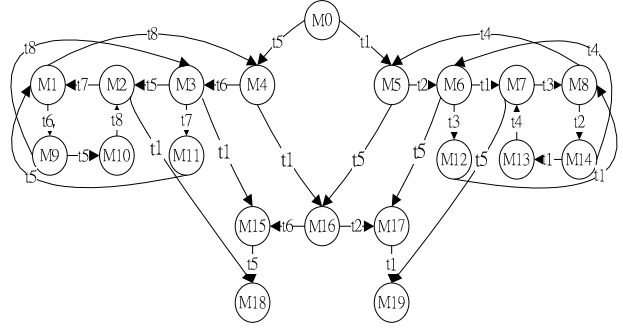 M0
t5 t1
t8 t8 t4 t4
M1 t7 M2 t5 M3 t6 M4 M5 t2 M6 t1 M7 t3 M8
t6 t8 t7 t3 t4 t2
M9 t5 M10 M11 t1 t1 t1 t5 t5 M12 t5 M13 t1 M14
t5 t1
M15 t6 M16 t2 M17
t5 t1
M18 M19